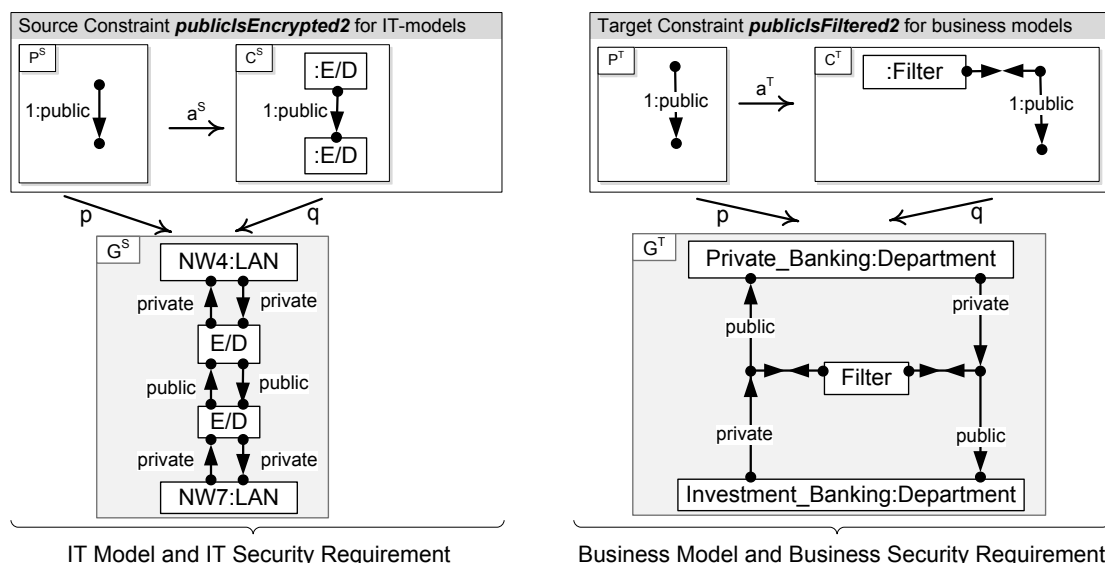 Source Constraint publicIsEncrypted2 for IT-models
P^S
1:public
a^S
C^S
:E/D
1:public
:E/D
p
q
G^S
NW4:LAN
private
private
E/D
public
public
E/D
private
private
NW7:LAN
IT Model and IT Security Requirement
Target Constraint publicIsFiltered2 for business models
P^T
1:public
a^T
C^T
:Filter
1:public
p
q
G^T
Private_Banking:Department
public
private
Filter
private
public
Investment_Banking:Department
Business Model and Business Security Requirement